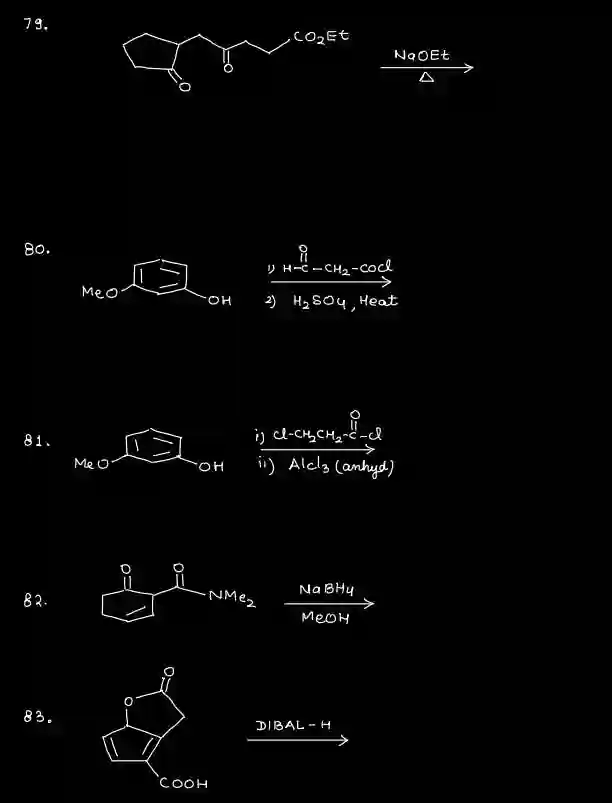 79.
CO2Et
O
O
NaOEt
Δ
80.
MeO
OH
1) H-C-CH2-COCl
O
2) H2SO4, Heat
81.
MeO
OH
i) Cl-CH2CH2-C-Cl
O
ii) AlCl3 (anhyd)
82.
O
O
NMe2
NaBH4
MeOH
83.
O
O
COOH
DIBAL-H